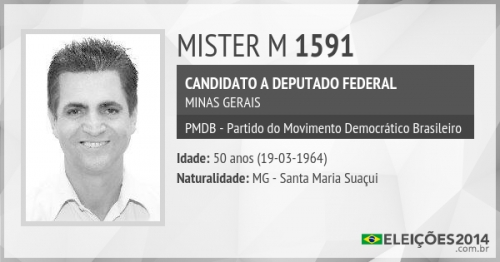 MISTER M 1591
CANDIDATO A DEPUTADO FEDERAL
MINAS GERAIS
PMDB - Partido do Movimento Democrático Brasileiro
Idade: 50 anos (19-03-1964)
Naturalidade: MG - Santa Maria Suaçui
ELEIÇÕES2014
.com.br